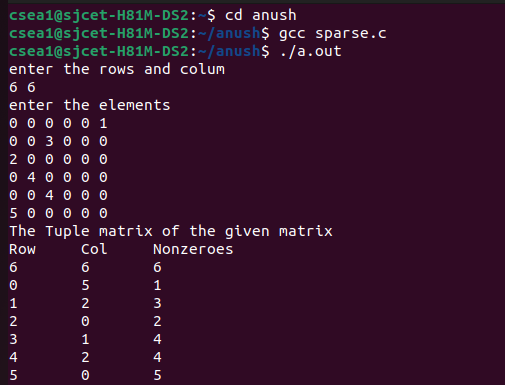 csea1@sjcet-H81M-DS2:~$ cd anush
csea1@sjcet-H81M-DS2:~/anush$ gcc sparse.c
csea1@sjcet-H81M-DS2:~/anush$ ./a.out
enter the rows and colum
6 6
enter the elements
0 0 0 0 0 1
0 0 3 0 0 0
2 0 0 0 0 0
0 4 0 0 0 0
0 0 4 0 0 0
5 0 0 0 0 0
The Tuple matrix of the given matrix
Row Col Nonzeroes
6 6 6
0 5 1
1 2 3
2 0 2
3 1 4
4 2 4
5 0 5